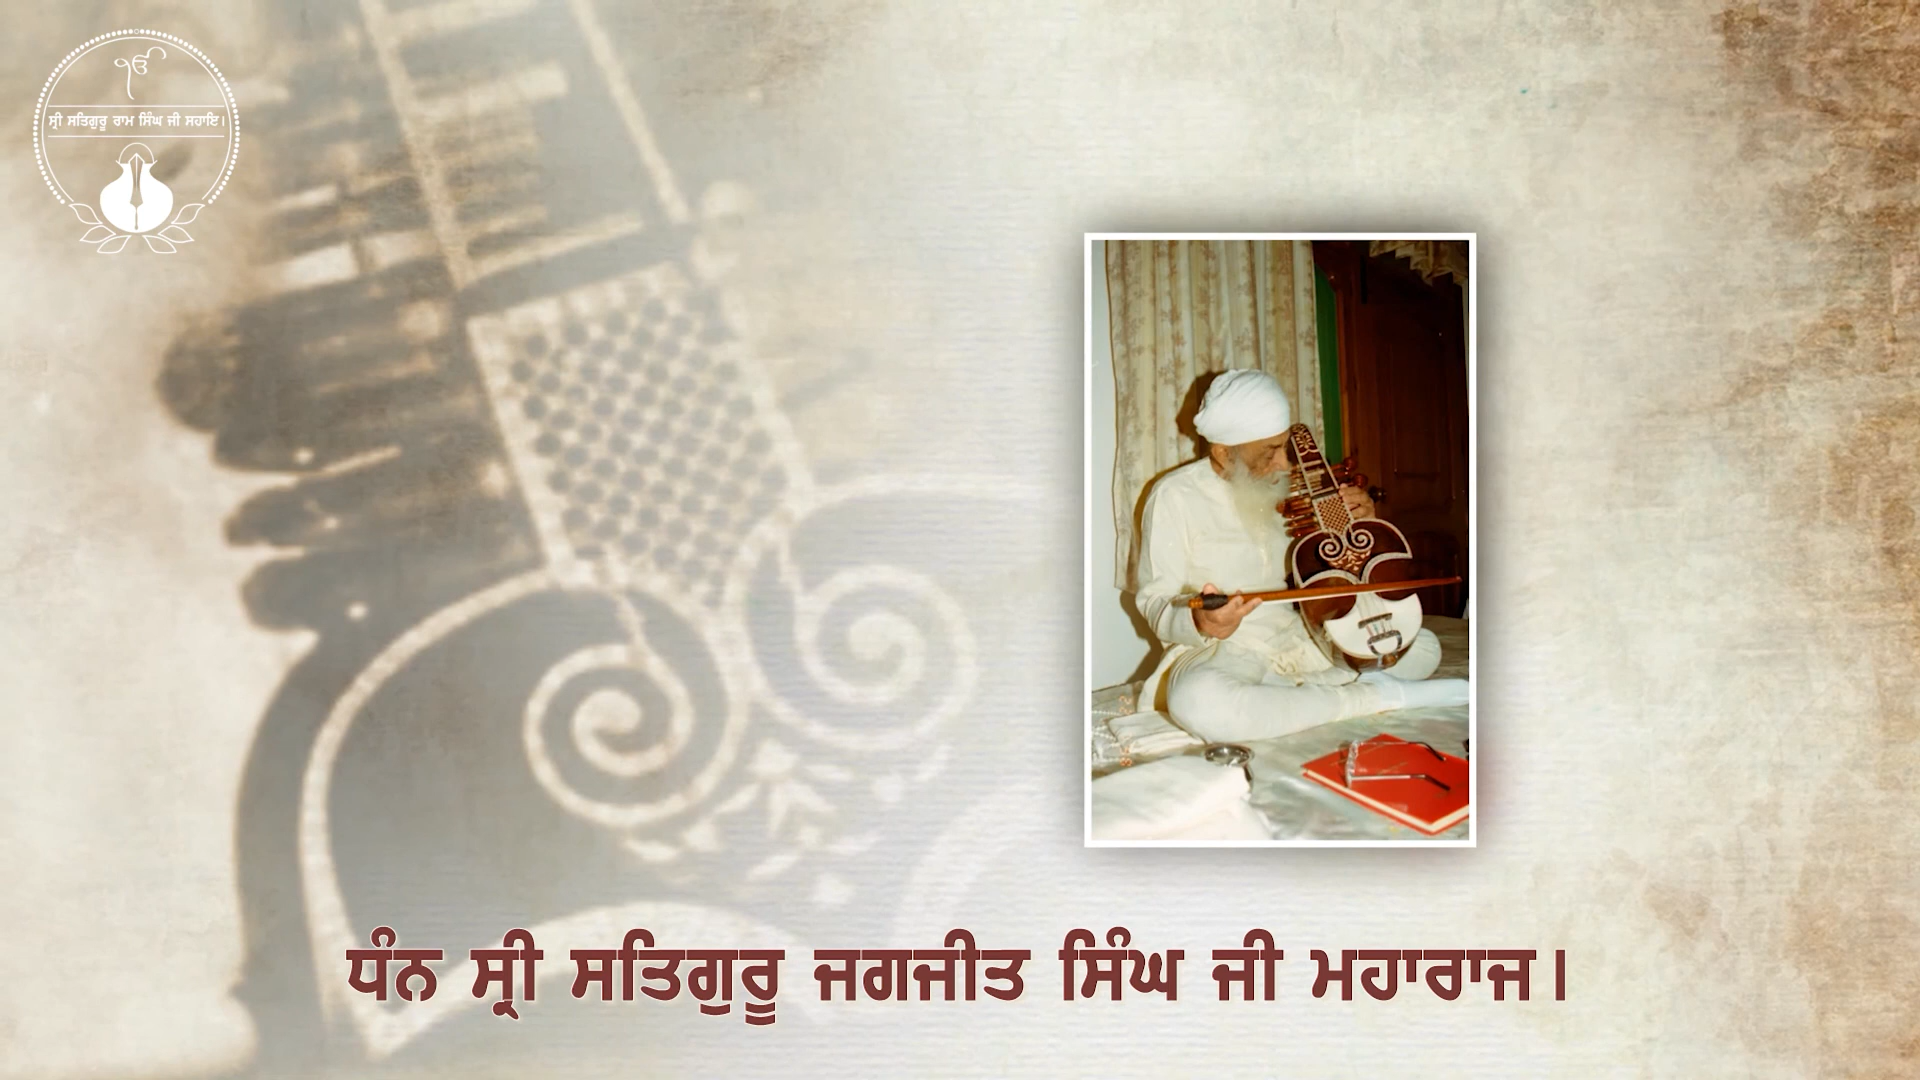 ੴ
ਸ੍ਰੀ ਸਤਿਗੁਰੂ ਰਾਮ ਸਿੰਘ ਜੀ ਸਹਾਇ।
ਧੰਨ ਸ੍ਰੀ ਸਤਿਗੁਰੂ ਜਗਜੀਤ ਸਿੰਘ ਜੀ ਮਹਾਰਾਜ।